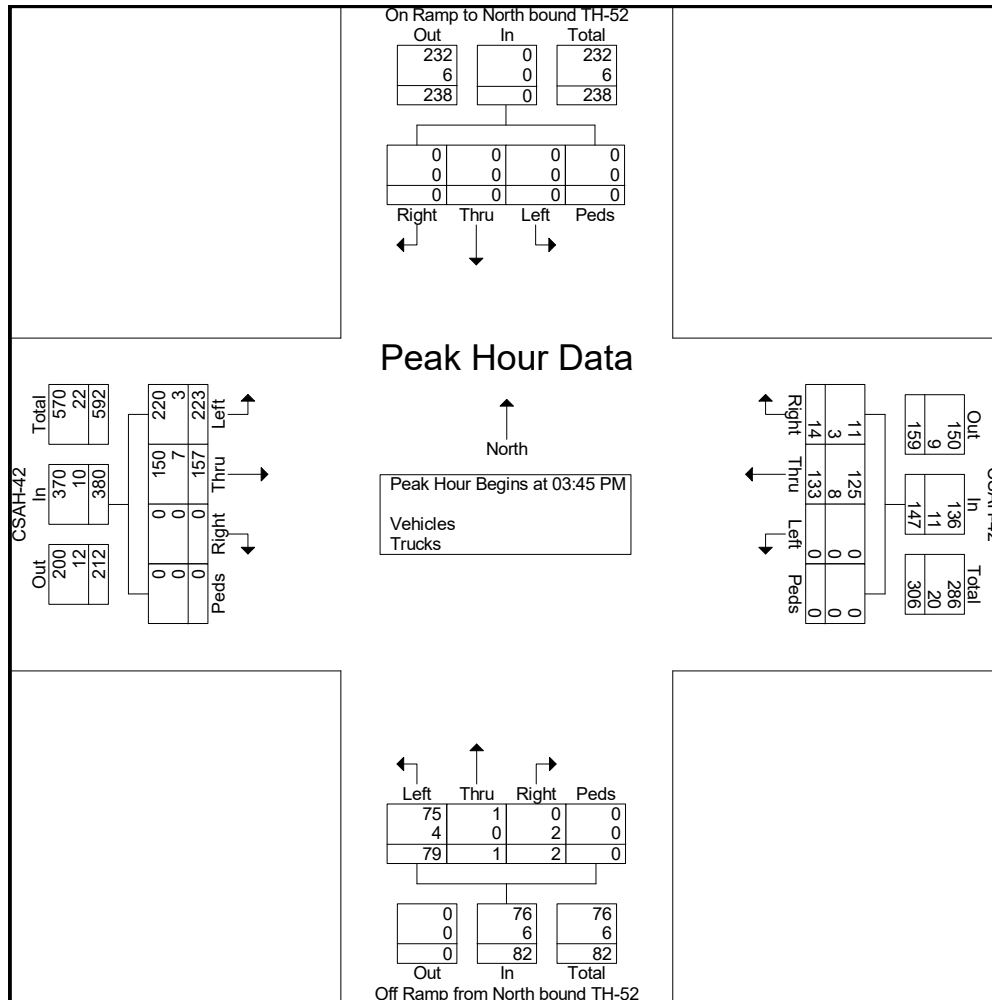 On Ramp to North bound TH-52
Out In Total
232 0 232
6 0 6
238 0 238
0 0 0 0
0 0 0 0
0 0 0 0
Right Thru Left Peds
Peak Hour Data
North
Peak Hour Begins at 03:45 PM
Vehicles
Trucks
CSAH-42
Total In Out
592 380 212
22 10 12
570 370 200
Left Thru Right Peds
223 157 0 0
3 7 0 0
220 150 0 0
CSAH-42
Out In Total
150 136 286
9 11 20
159 147 306
11 125 0 0
3 8 0 0
14 133 0 0
Right Thru Left Peds
Left Thru Right Peds
75 1 0 0
4 0 2 0
79 1 2 0
0 76 76
0 6 6
0 82 82
Out In Total
Off Ramp from North bound TH-52